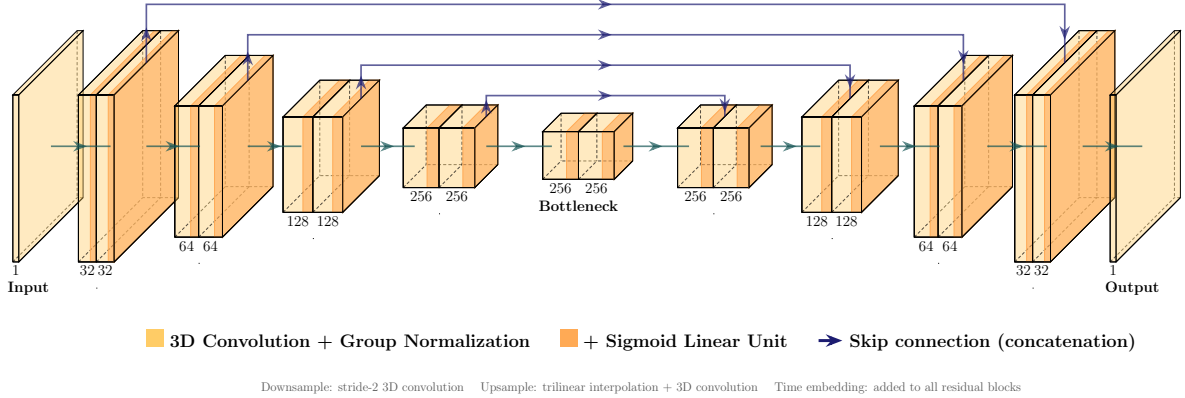 256 256 256 256 256 256
Bottleneck
128 128 128 128
64 64 64 64
1 32 32 32 32 1
Input Output
3D Convolution + Group Normalization + Sigmoid Linear Unit Skip connection (concatenation)
Downsample: stride-2 3D convolution Upsample: trilinear interpolation + 3D convolution Time embedding: added to all residual blocks